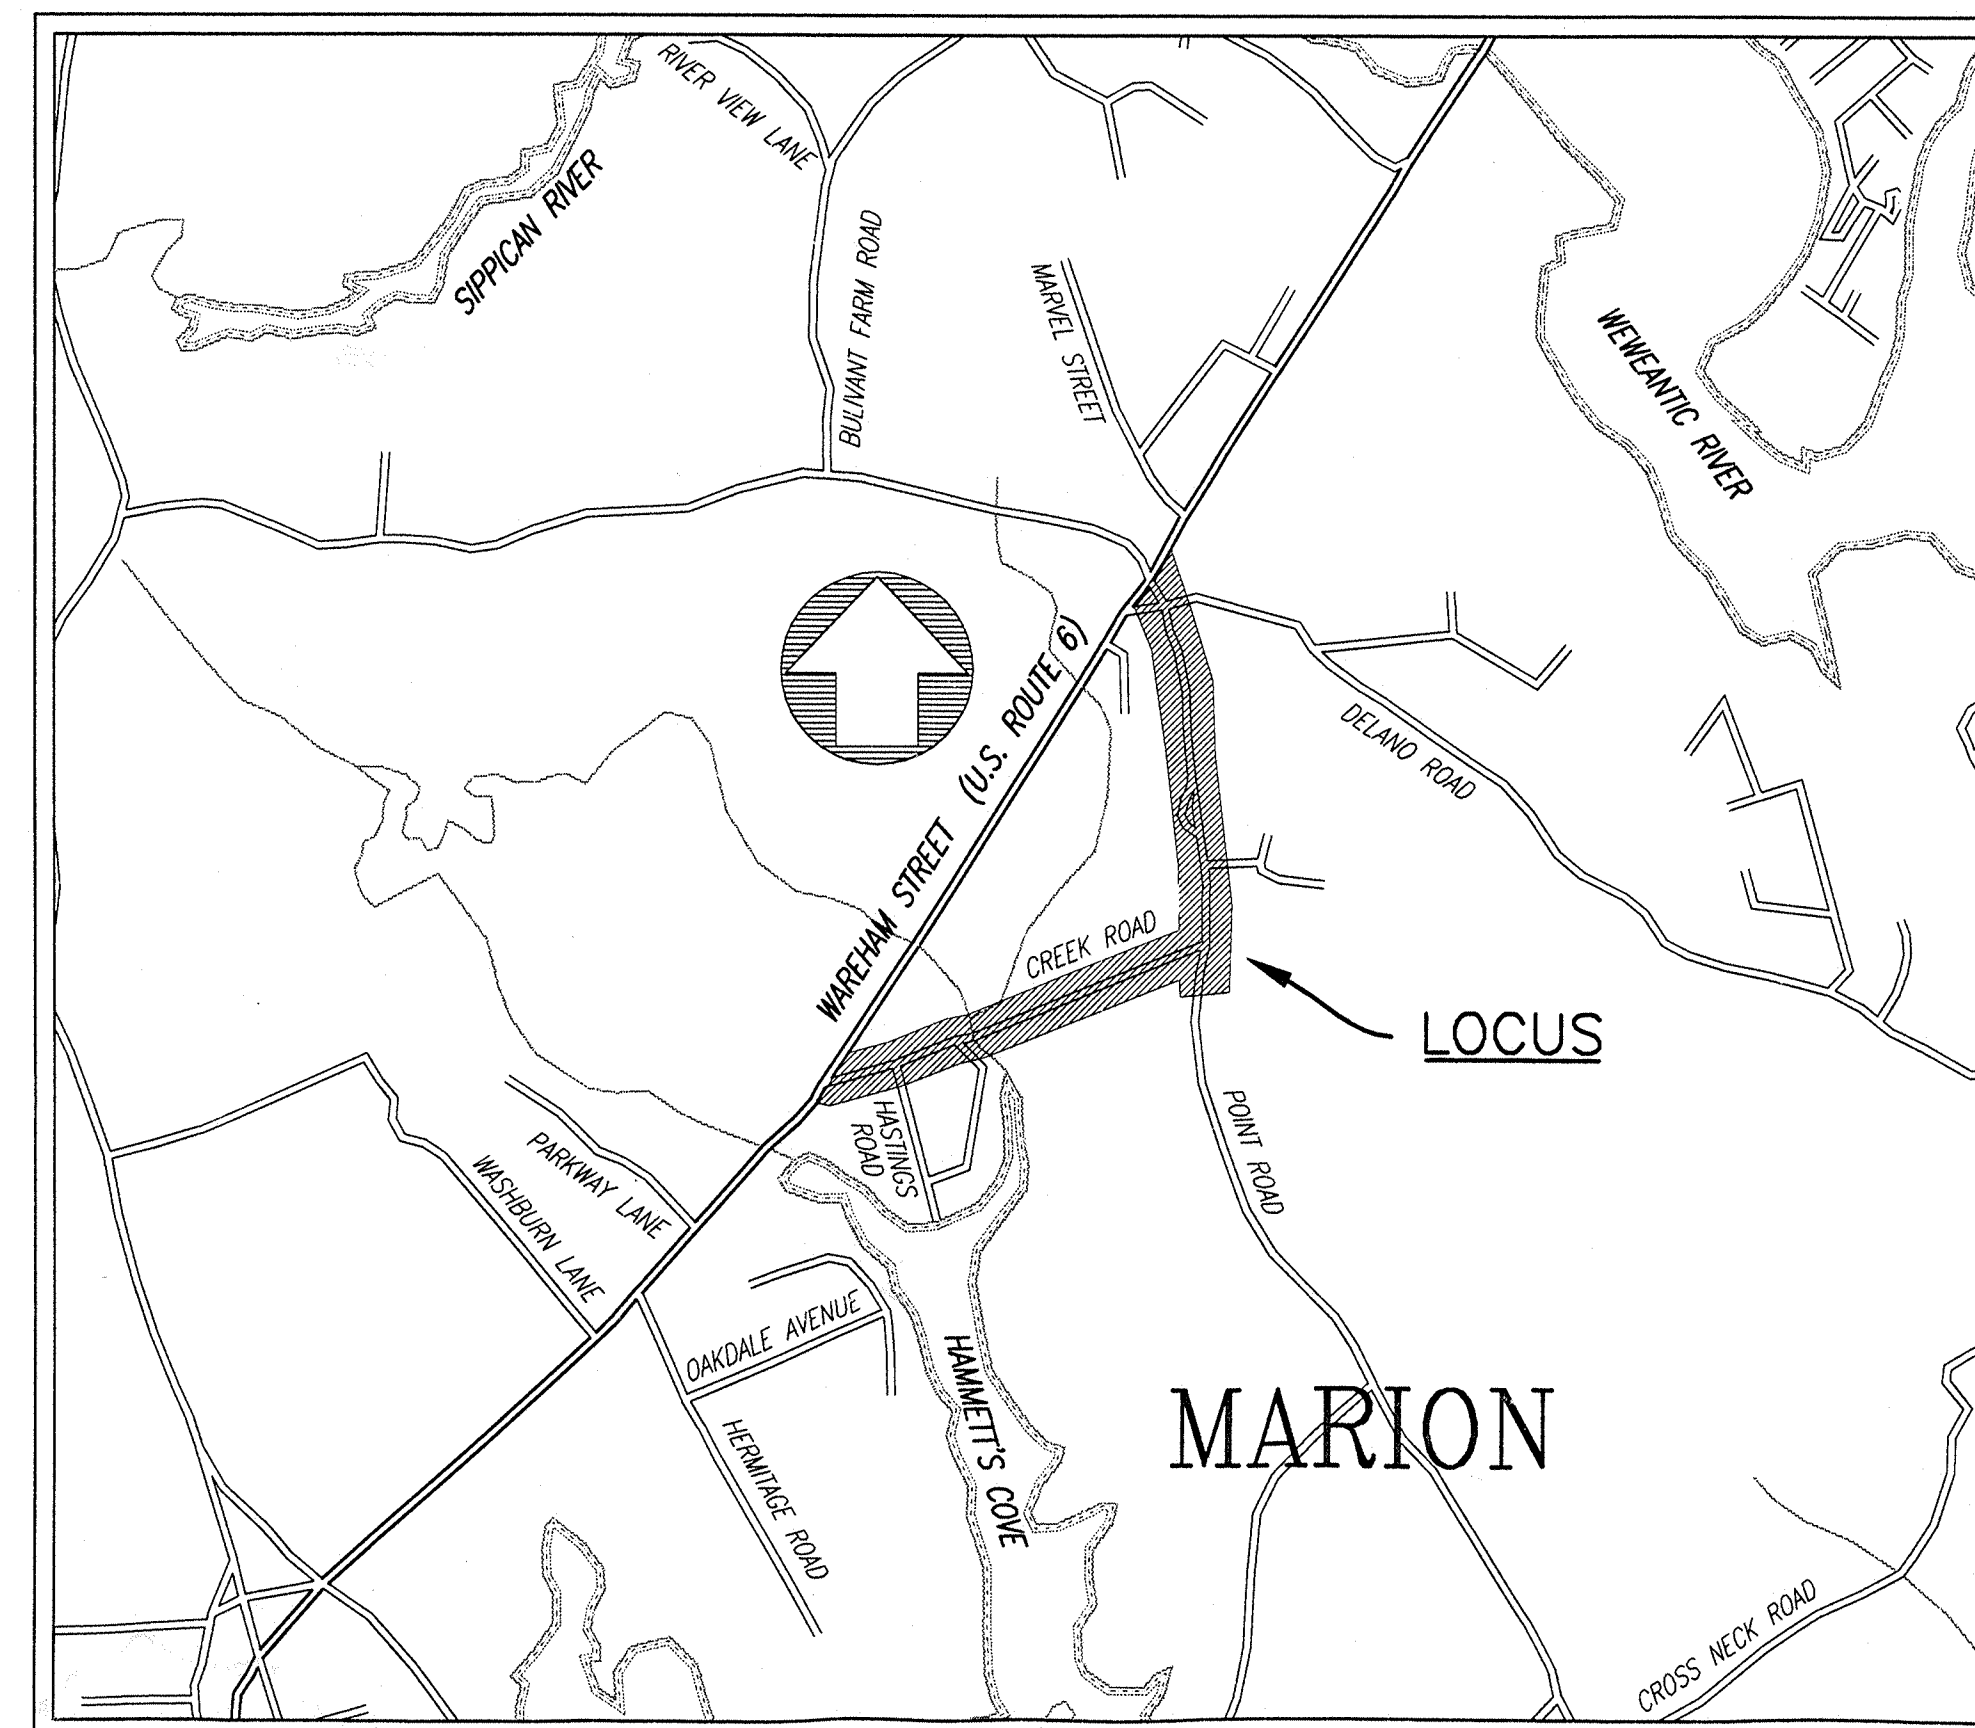 RIVER VIEW LANE
SIPPICAN RIVER
BULIVANT FARM ROAD
MARVEL STREET
WEWEANTIC RIVER
WAREHAM STREET (U.S. ROUTE 6)
DELANO ROAD
CREEK ROAD
LOCUS
HASTINGS
ROAD
POINT ROAD
PARKWAY LANE
WASHBURN LANE
OAKDALE AVENUE
HAMMETT'S COVE
MARION
HERMITAGE ROAD
CROSS NECK ROAD